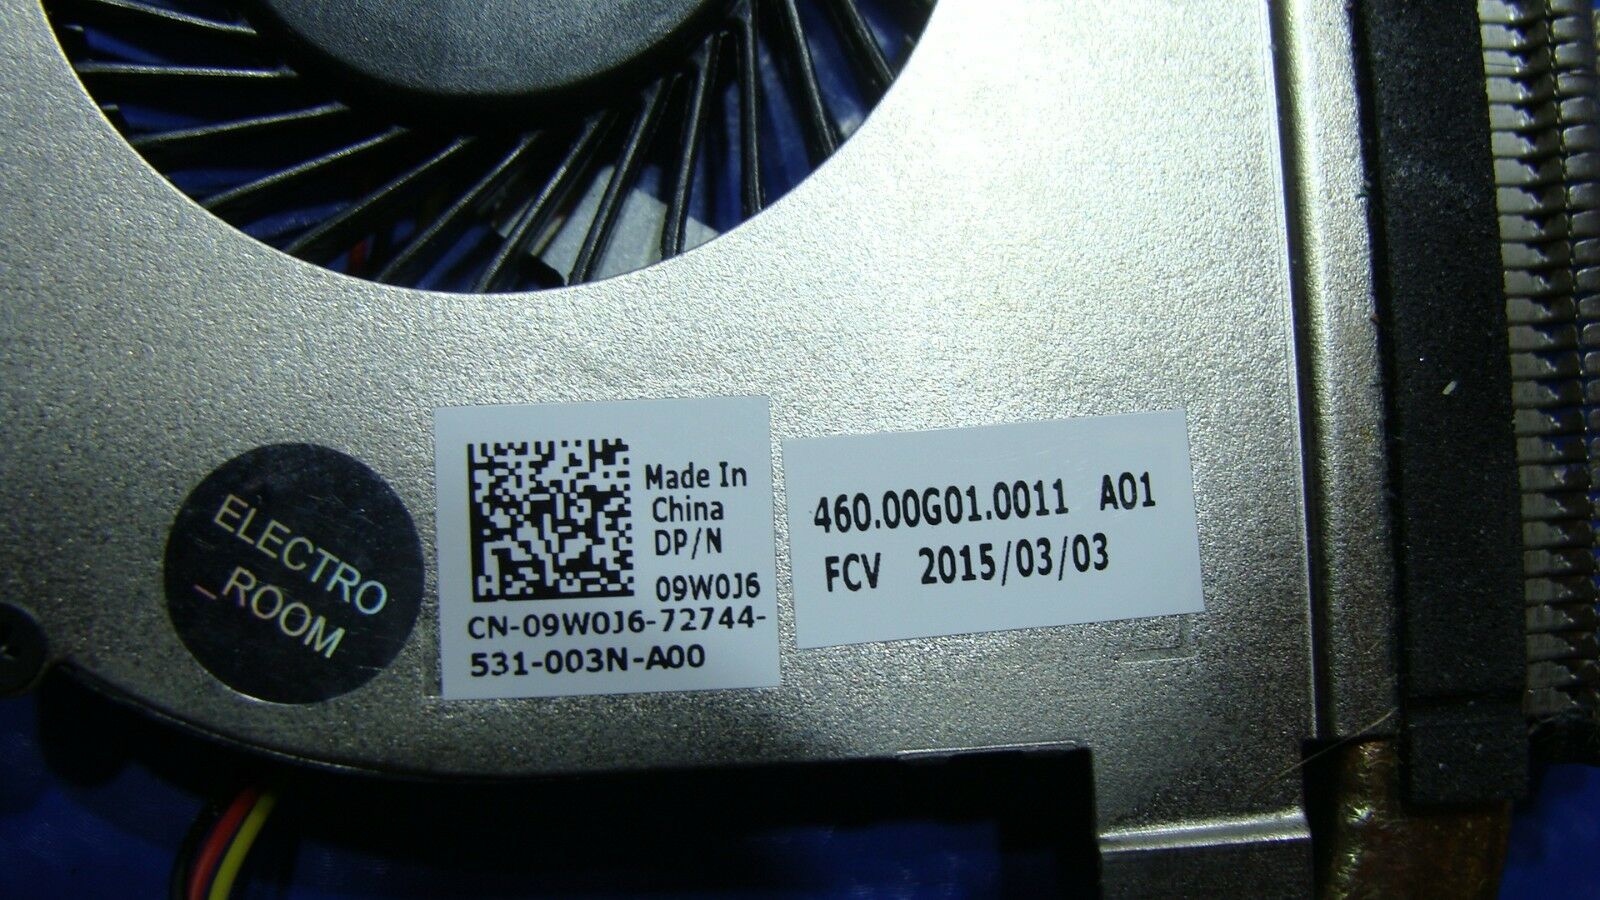 ELECTRO
_ROOM
Made In
China
DP/N
09W0J6
CN-09W0J6-72744-
531-003N-A00
460.00G01.0011 A01
FCV 2015/03/03